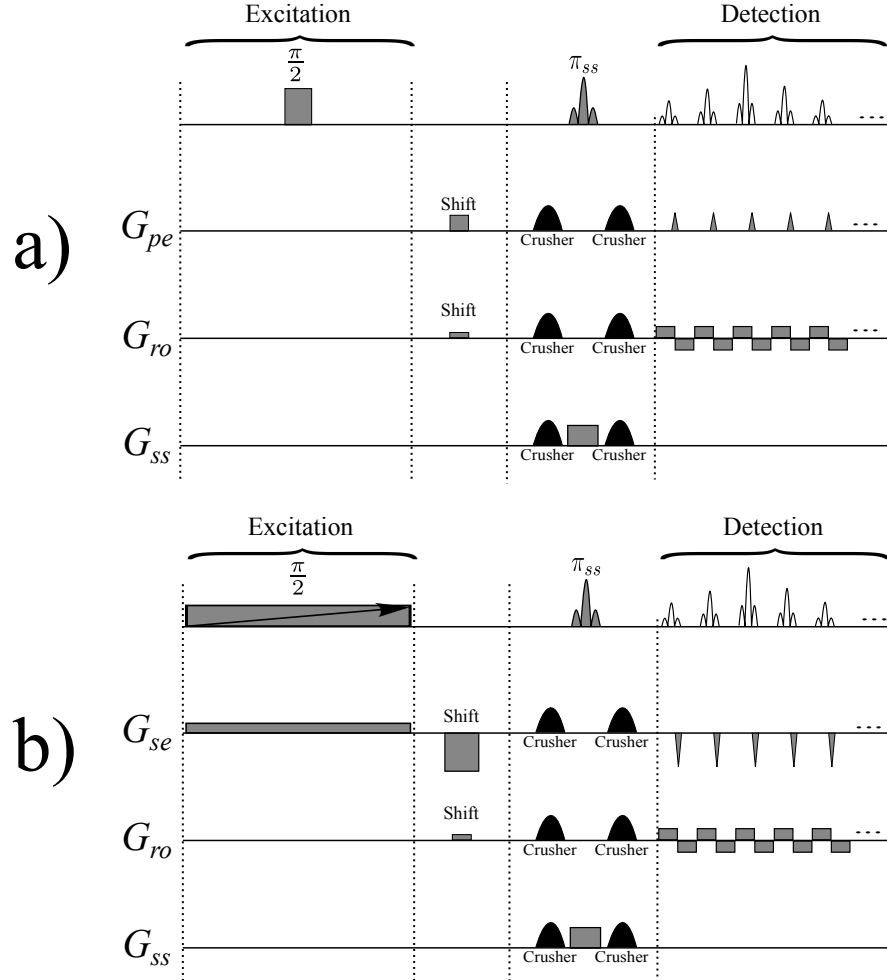 Excitation
Detection
π/2
π_ss
a)
G_pe
Shift
Crusher Crusher
G_ro
Shift
Crusher Crusher
G_ss
Crusher Crusher
Excitation
Detection
π/2
π_ss
b)
G_se
Shift
Crusher Crusher
G_ro
Shift
Crusher Crusher
G_ss
Crusher Crusher